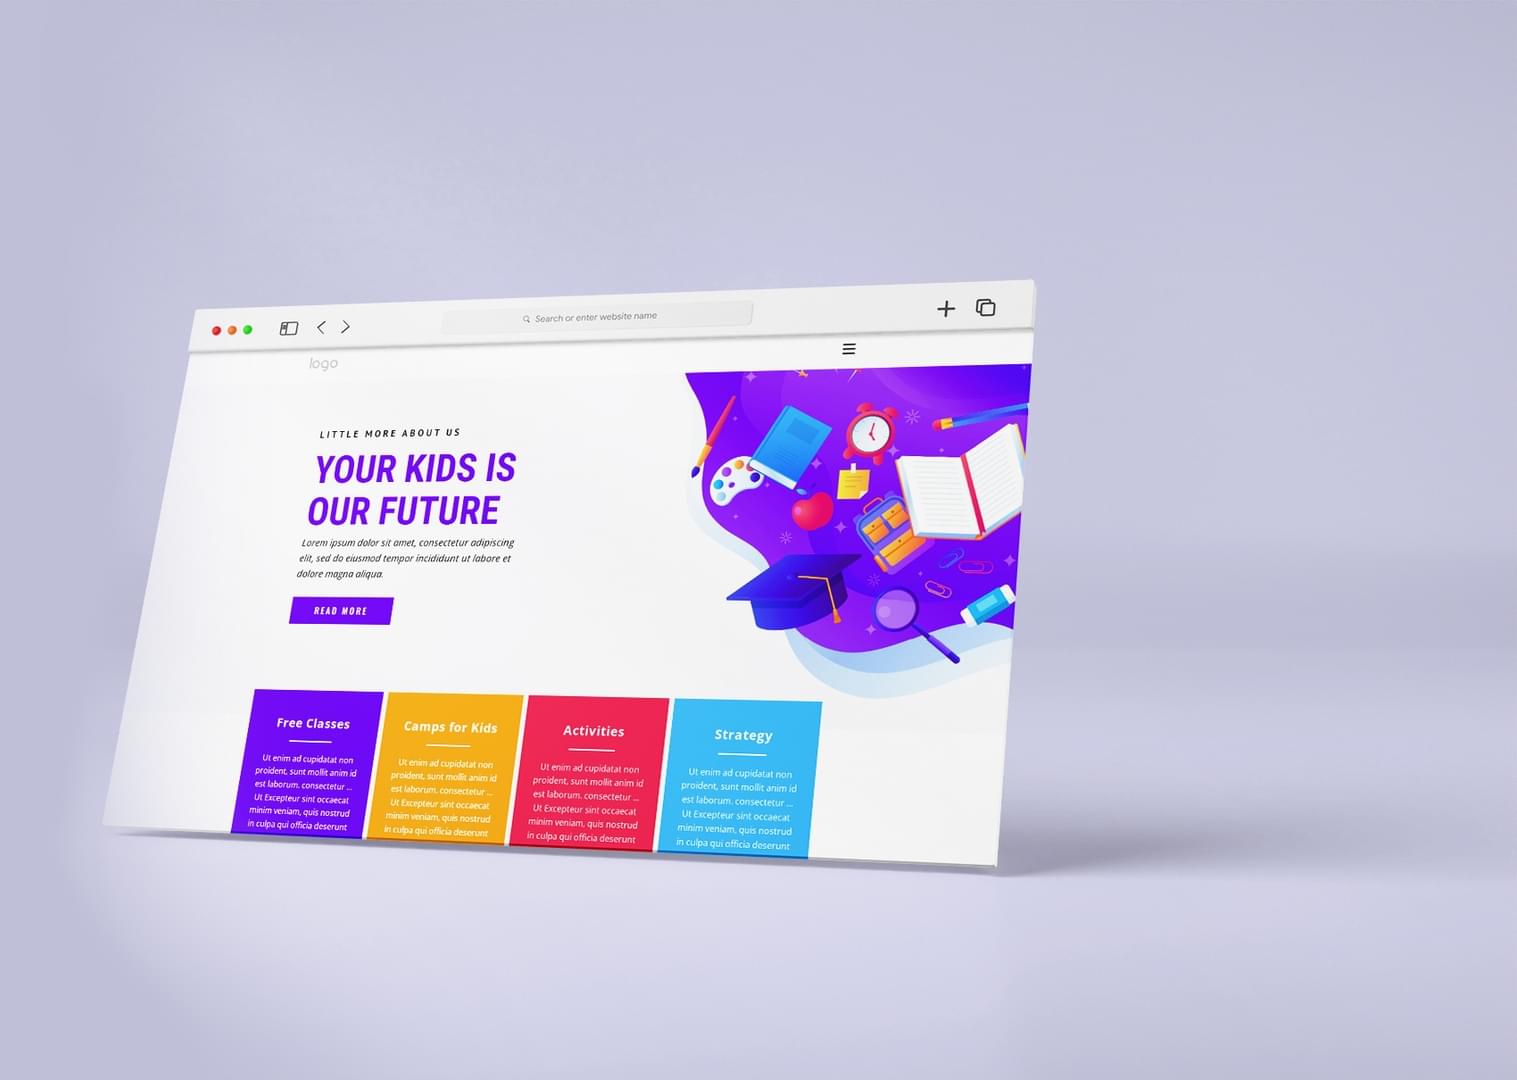 Search or enter website name
logo
LITTLE MORE ABOUT US
YOUR KIDS IS
OUR FUTURE
Lorem ipsum dolor sit amet, consectetur adipiscing
elit, sed do eiusmod tempor incididunt ut labore et
dolore magna aliqua.
READ MORE
Free Classes
Ut enim ad cupidatat non
proident, sunt mollit anim id
est laborum. consectetur ...
Ut Excepteur sint occaecat
minim veniam, quis nostrud
in culpa qui officia deserunt
Camps for Kids
Ut enim ad cupidatat non
proident, sunt mollit anim id
est laborum. consectetur ...
Ut Excepteur sint occaecat
minim veniam, quis nostrud
in culpa qui officia deserunt
Activities
Ut enim ad cupidatat non
proident, sunt mollit anim id
est laborum. consectetur ...
Ut Excepteur sint occaecat
minim veniam, quis nostrud
in culpa qui officia deserunt
Strategy
Ut enim ad cupidatat non
proident, sunt mollit anim id
est laborum. consectetur ...
Ut Excepteur sint occaecat
minim veniam, quis nostrud
in culpa qui officia deserunt